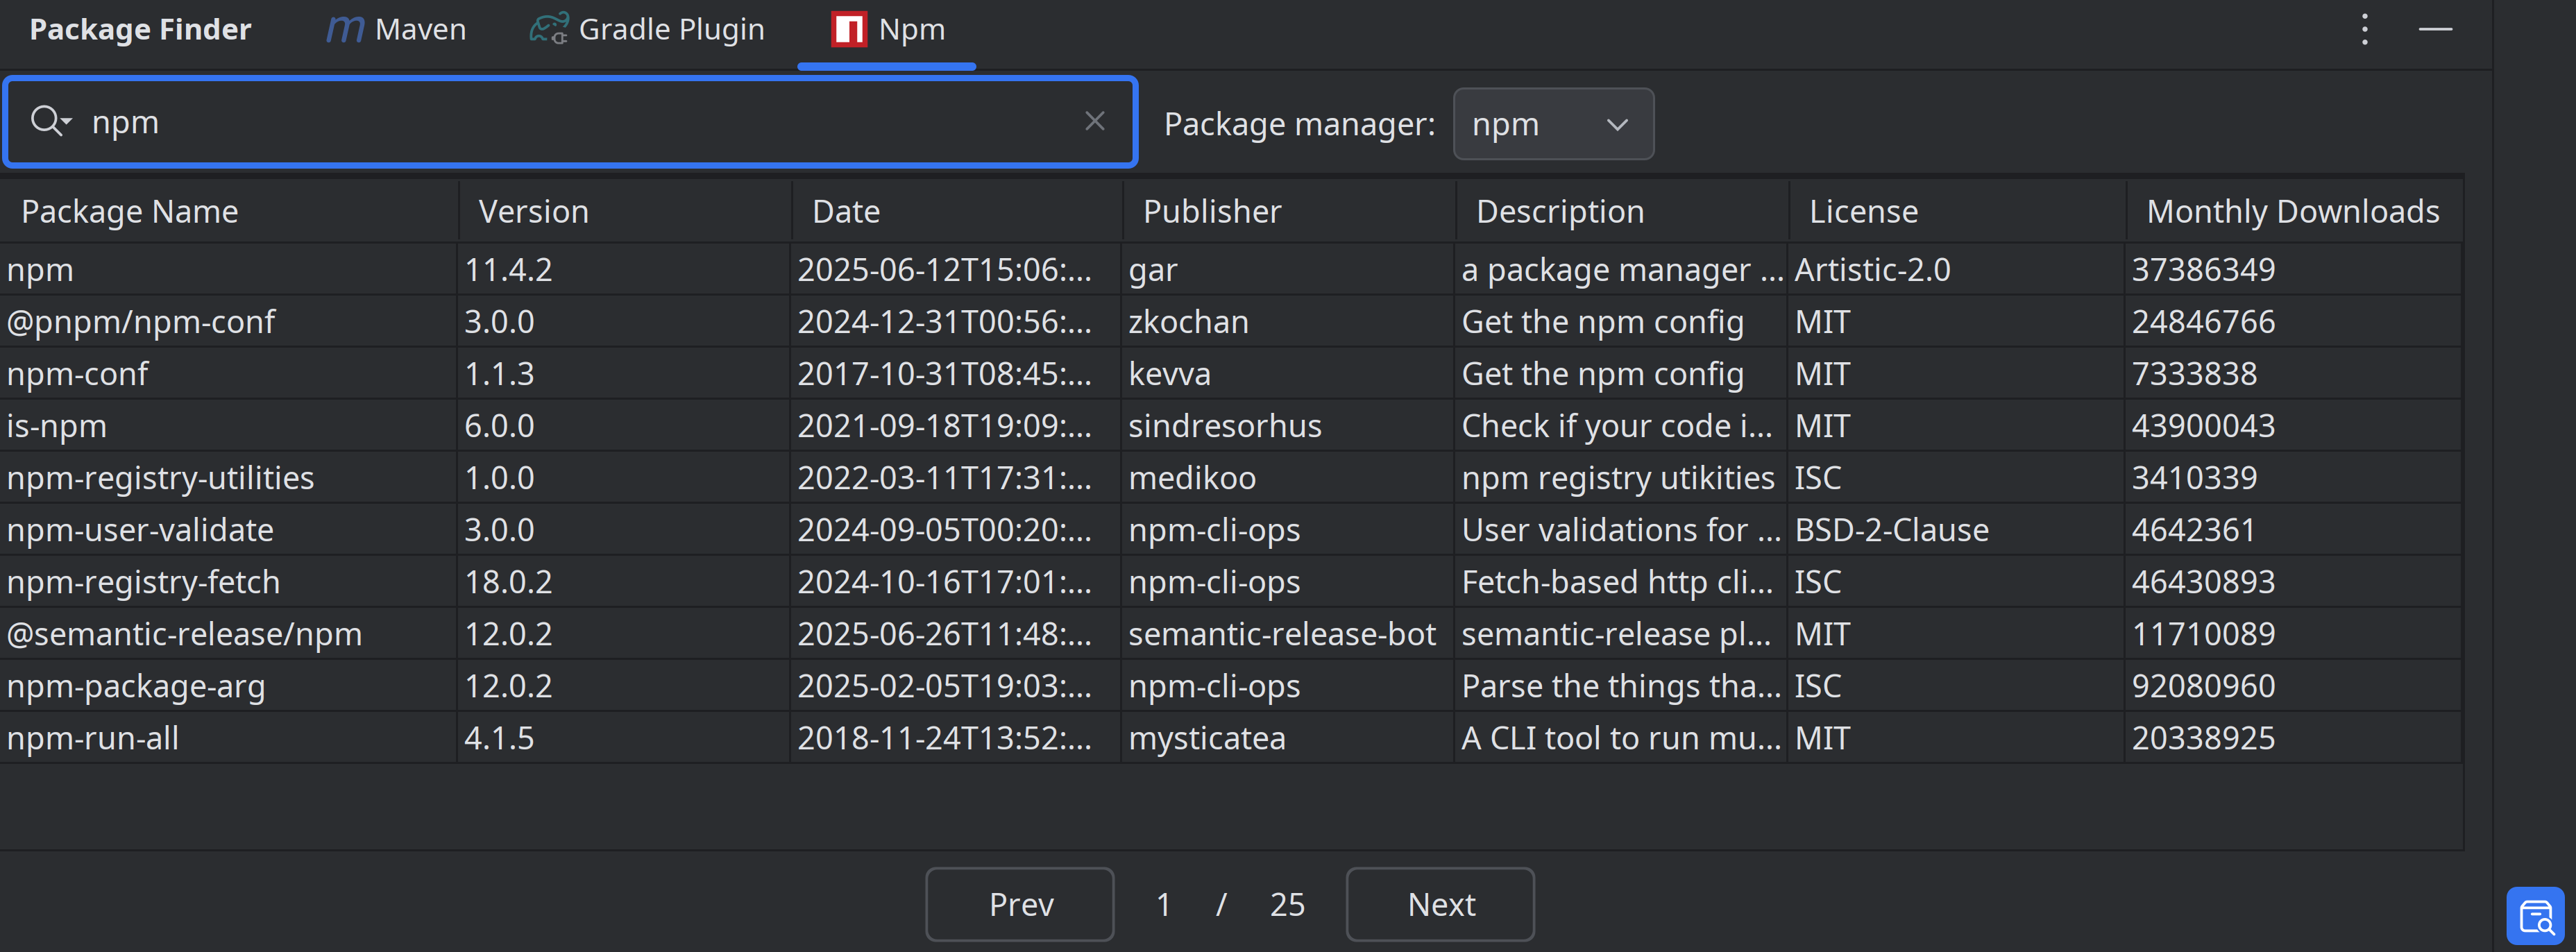 Package Finder m Maven Gradle Plugin n Npm
npm Package manager: npm
Package Name Version Date Publisher Description License Monthly Downloads
npm 11.4.2 2025-06-12T15:06:... gar a package manager ... Artistic-2.0 37386349
@pnpm/npm-conf 3.0.0 2024-12-31T00:56:... zkochan Get the npm config MIT 24846766
npm-conf 1.1.3 2017-10-31T08:45:... kevva Get the npm config MIT 7333838
is-npm 6.0.0 2021-09-18T19:09:... sindresorhus Check if your code i... MIT 43900043
npm-registry-utilities 1.0.0 2022-03-11T17:31:... medikoo npm registry utikities ISC 3410339
npm-user-validate 3.0.0 2024-09-05T00:20:... npm-cli-ops User validations for ... BSD-2-Clause 4642361
npm-registry-fetch 18.0.2 2024-10-16T17:01:... npm-cli-ops Fetch-based http cli... ISC 46430893
@semantic-release/npm 12.0.2 2025-06-26T11:48:... semantic-release-bot semantic-release pl... MIT 11710089
npm-package-arg 12.0.2 2025-02-05T19:03:... npm-cli-ops Parse the things tha... ISC 92080960
npm-run-all 4.1.5 2018-11-24T13:52:... mysticatea A CLI tool to run mu... MIT 20338925
Prev 1 / 25 Next